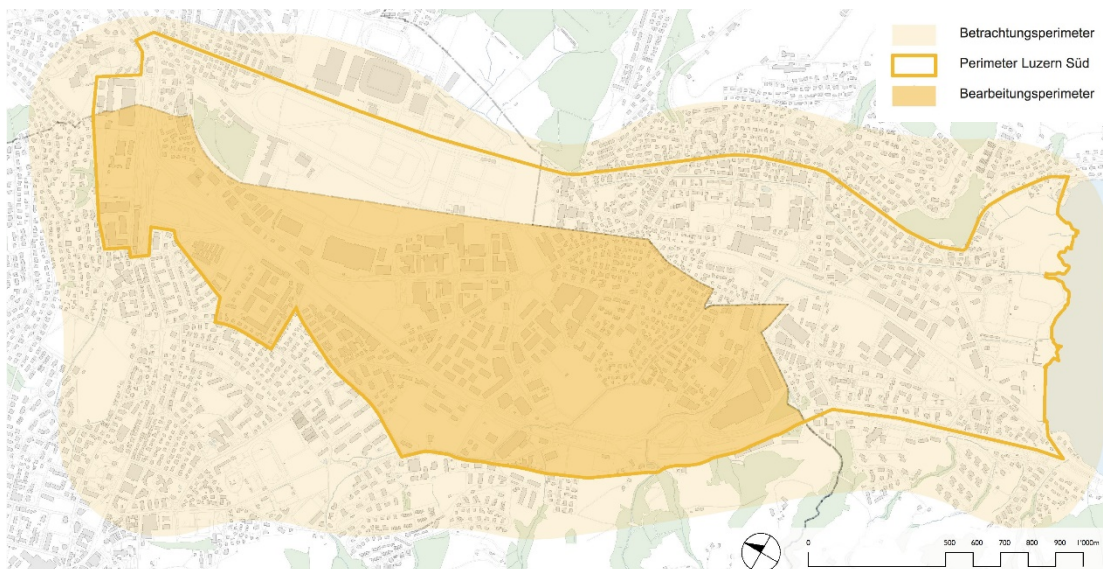 Betrachtungsperimeter
Perimeter Luzern Süd
Bearbeitungsperimeter
0 500 600 700 800 900 1'000m